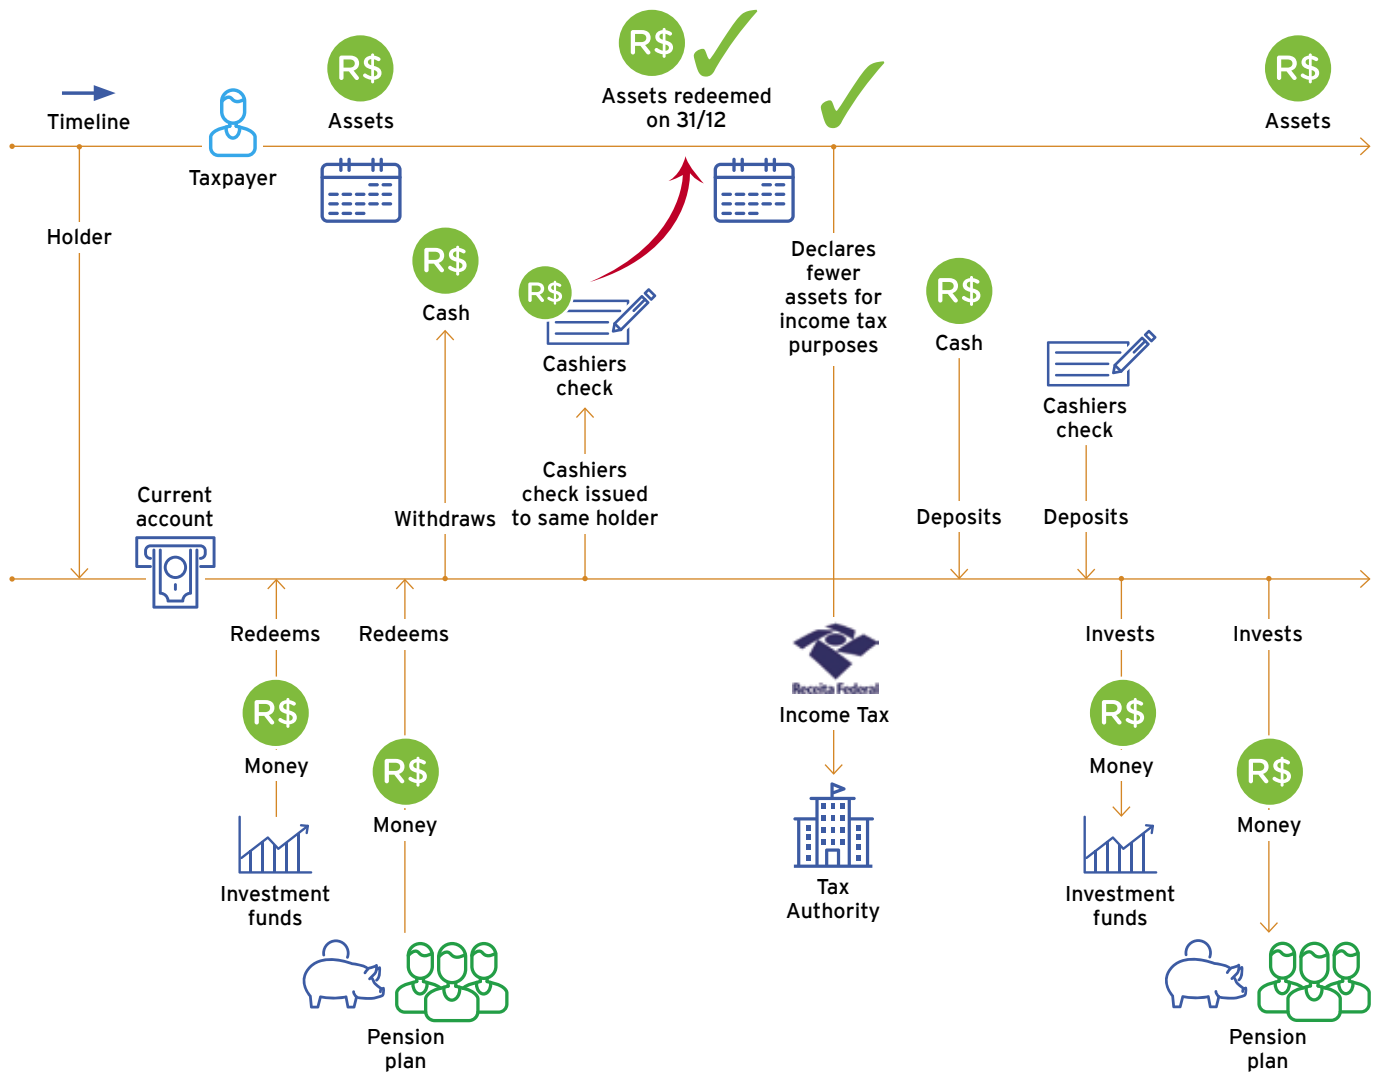 R$
R$
R$
Assets redeemed
on 31/12
Timeline
Assets
Assets
Taxpayer
Holder
R$
Cash
R$
Cashiers
check
Declares
fewer
assets for
income tax
purposes
R$
Cash
Cashiers
check
Current
account
Withdraws
Cashiers
check issued
to same holder
Deposits
Deposits
Redeems
Redeems
Receita Federal
Income Tax
Invests
Invests
R$
Money
R$
Money
R$
Money
R$
Money
Investment
funds
Tax
Authority
Investment
funds
Pension
plan
Pension
plan